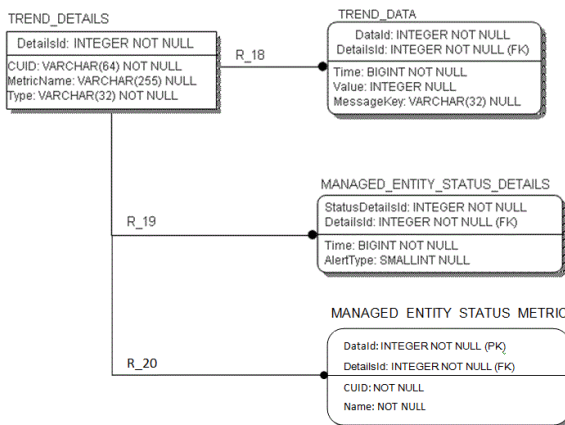 TREND_DETAILS
DetailsId: INTEGER NOT NULL
CUID: VARCHAR(64) NOT NULL
MetricName: VARCHAR(255) NULL
Type: VARCHAR(32) NOT NULL
R_18
TREND_DATA
DataId: INTEGER NOT NULL
DetailsId: INTEGER NOT NULL (FK)
Time: BIGINT NOT NULL
Value: INTEGER NULL
MessageKey: VARCHAR(32) NULL
R_19
MANAGED_ENTITY_STATUS_DETAILS
StatusDetailsId: INTEGER NOT NULL
DetailsId: INTEGER NOT NULL (FK)
Time: BIGINT NOT NULL
AlertType: SMALLINT NULL
R_20
MANAGED ENTITY STATUS METRIC
DataId: INTEGER NOT NULL (PK)
DetailsId: INTEGER NOT NULL (FK)
CUID: NOT NULL
Name: NOT NULL